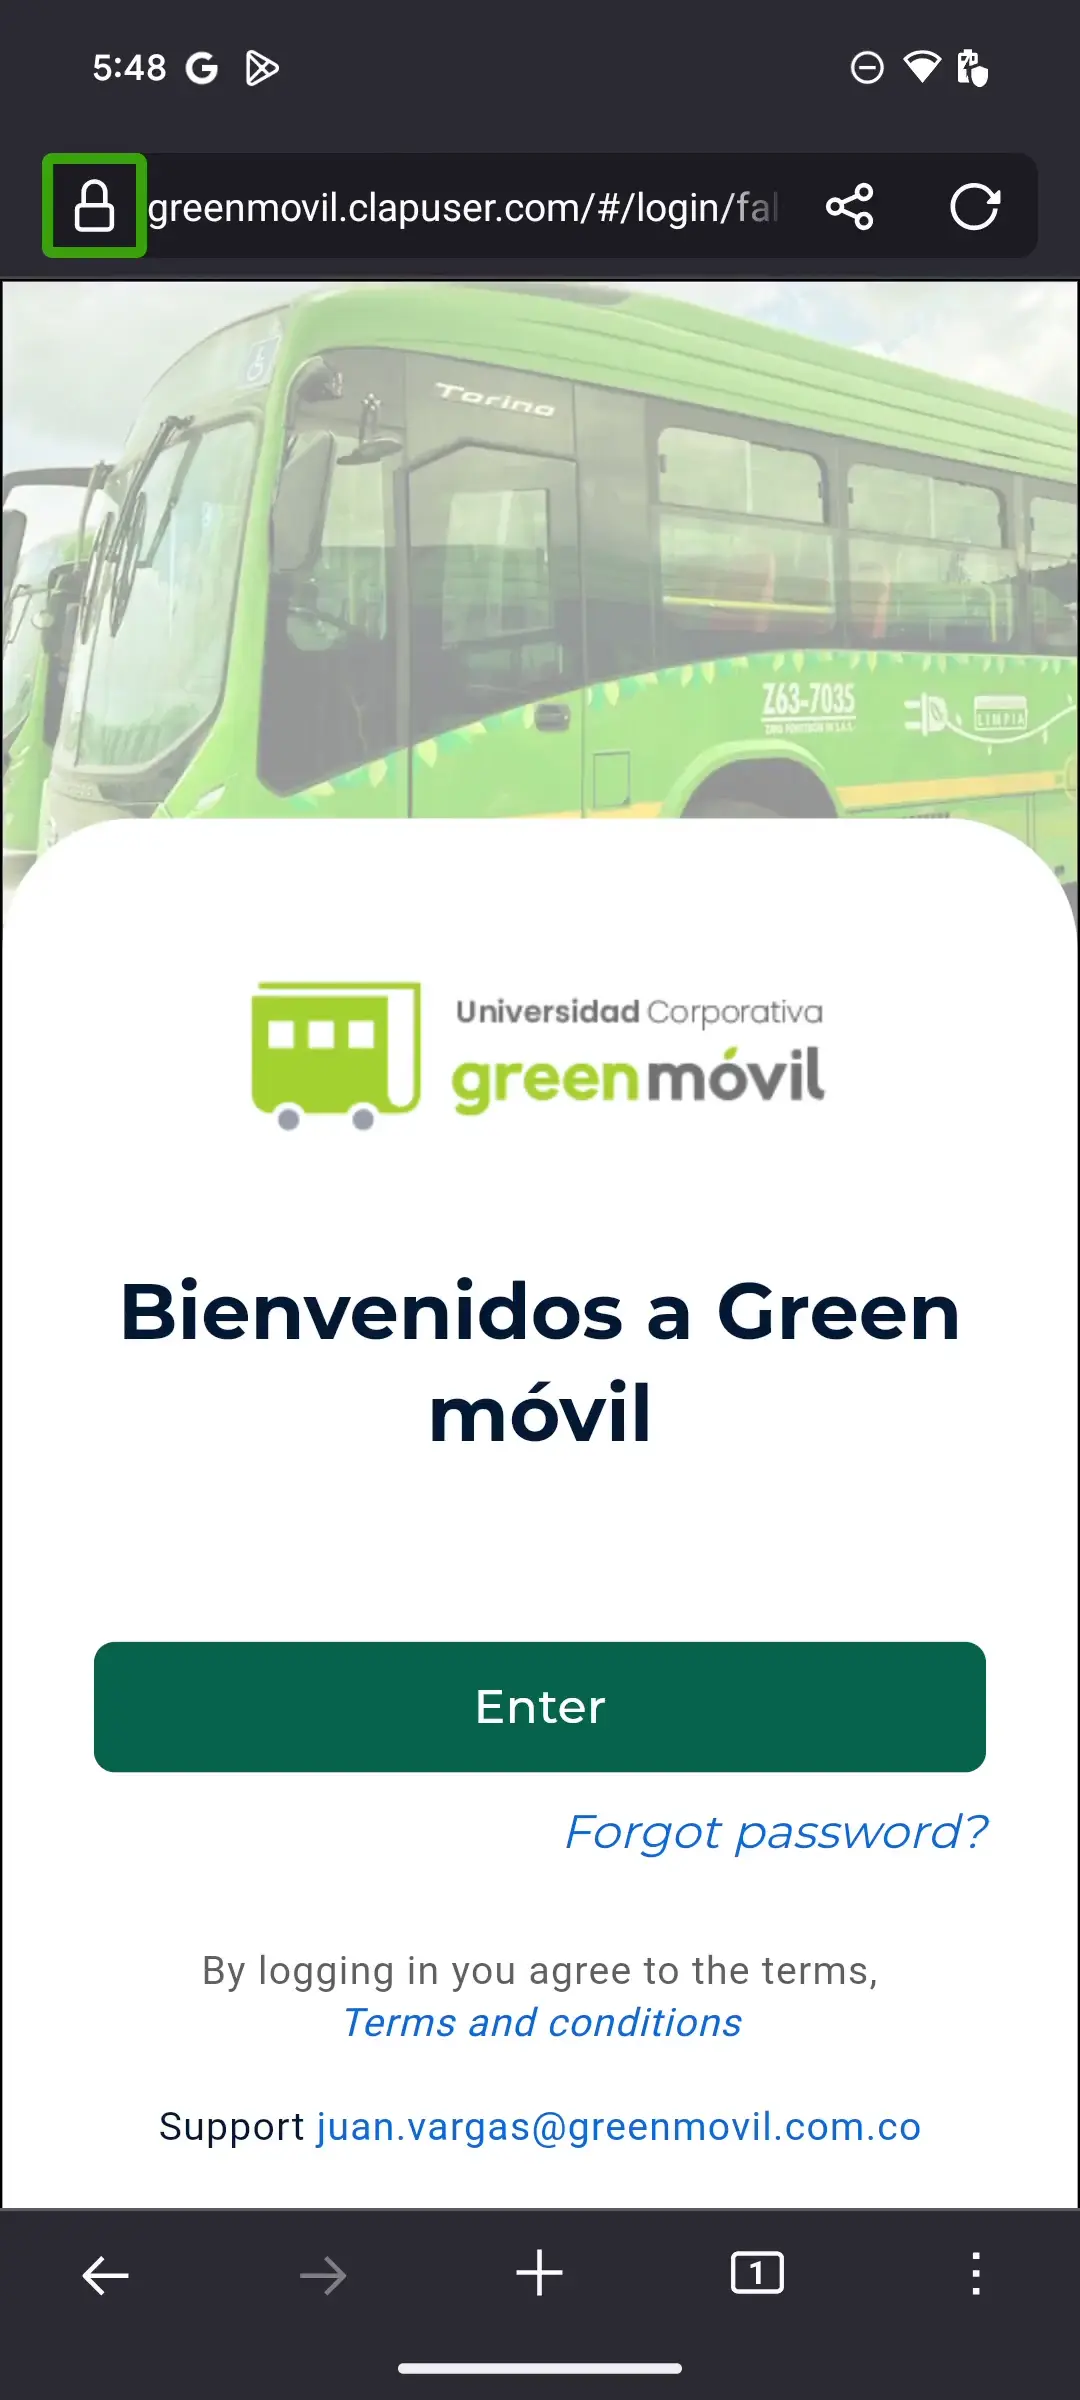 5:48
greenmovil.clapuser.com/#/login/fal
Torino
Z63-7035
LIMPIA
Universidad Corporativa
greenmóvil
Bienvenidos a Green
móvil
Enter
Forgot password?
By logging in you agree to the terms,
Terms and conditions
Support juan.vargas@greenmovil.com.co
1